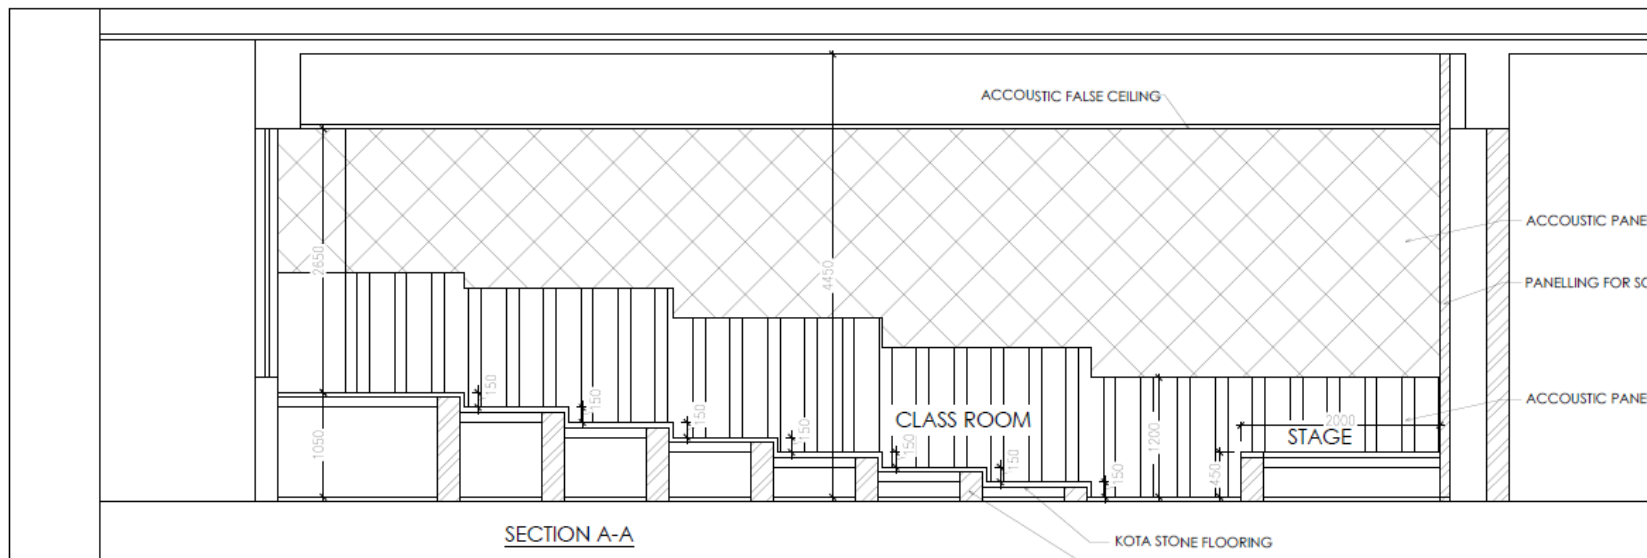 ACCOUSTIC FALSE CEILING
ACCOUSTIC PANE
2650
4450
PANELLING FOR SC
150
150
ACCOUSTIC PANE
150
CLASS ROOM
2000
150
STAGE
1050
150
1200
450
150
150
SECTION A-A
KOTA STONE FLOORING